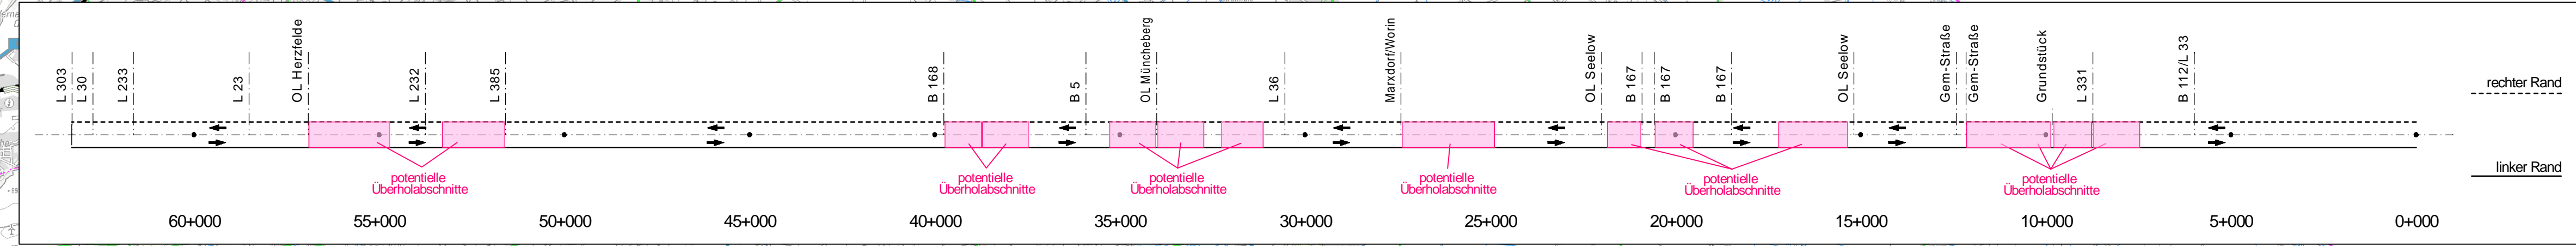 L 303
L 30
L 233
L 23
OL Herzfelde
L 232
L 385
B 168
B 5
OL Müncheberg
L 36
Marxdorf/Worin
OL Seelow
B 167
B 167
B 167
OL Seelow
Gem-Straße
Gem-Straße
Grundstück
L 331
B 112/L 33
rechter Rand
linker Rand
potentielle
Überholabschnitte
potentielle
Überholabschnitte
potentielle
Überholabschnitte
potentielle
Überholabschnitte
potentielle
Überholabschnitte
potentielle
Überholabschnitte
60+000 55+000 50+000 45+000 40+000 35+000 30+000 25+000 20+000 15+000 10+000 5+000 0+000